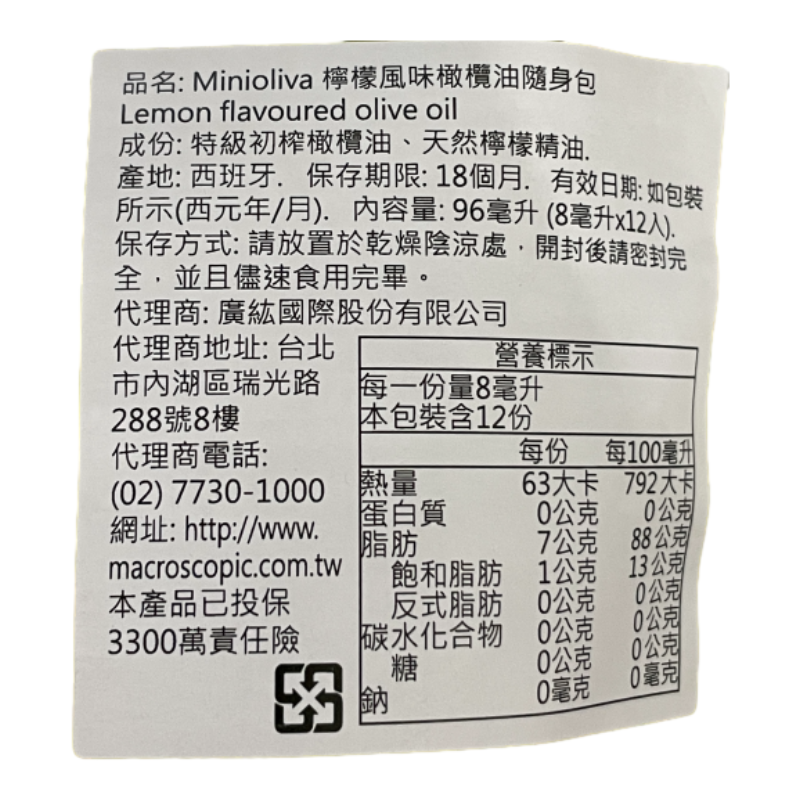 品名: Minioliva 檸檬風味橄欖油隨身包
Lemon flavoured olive oil
成份: 特級初榨橄欖油、天然檸檬精油.
產地: 西班牙. 保存期限: 18個月. 有效日期: 如包裝
所示(西元年/月). 內容量: 96毫升 (8毫升x12入).
保存方式: 請放置於乾燥陰涼處，開封後請密封完
全，並且儘速食用完畢。
代理商: 廣紘國際股份有限公司
代理商地址: 台北
市內湖區瑞光路
288號8樓
代理商電話:
(02) 7730-1000
網址: http://www.
macroscopic.com.tw
本產品已投保
3300萬責任險
營養標示
每一份量8毫升
本包裝含12份
每份 每100毫升
熱量 63大卡 792大卡
蛋白質 0公克 0公克
脂肪 7公克 88公克
飽和脂肪 1公克 13公克
反式脂肪 0公克 0公克
碳水化合物 0公克 0公克
糖 0公克 0公克
鈉 0毫克 0毫克